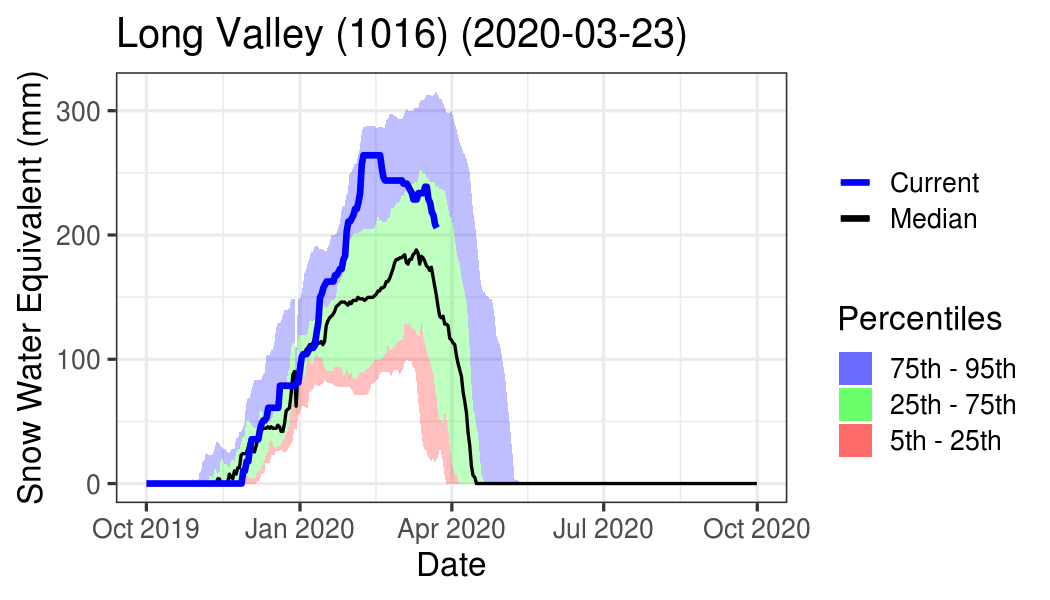 Long Valley (1016) (2020-03-23)
Snow Water Equivalent (mm)
300
200
100
0
Oct 2019 Jan 2020 Apr 2020 Jul 2020 Oct 2020
Date
Current
Median
Percentiles
75th - 95th
25th - 75th
5th - 25th